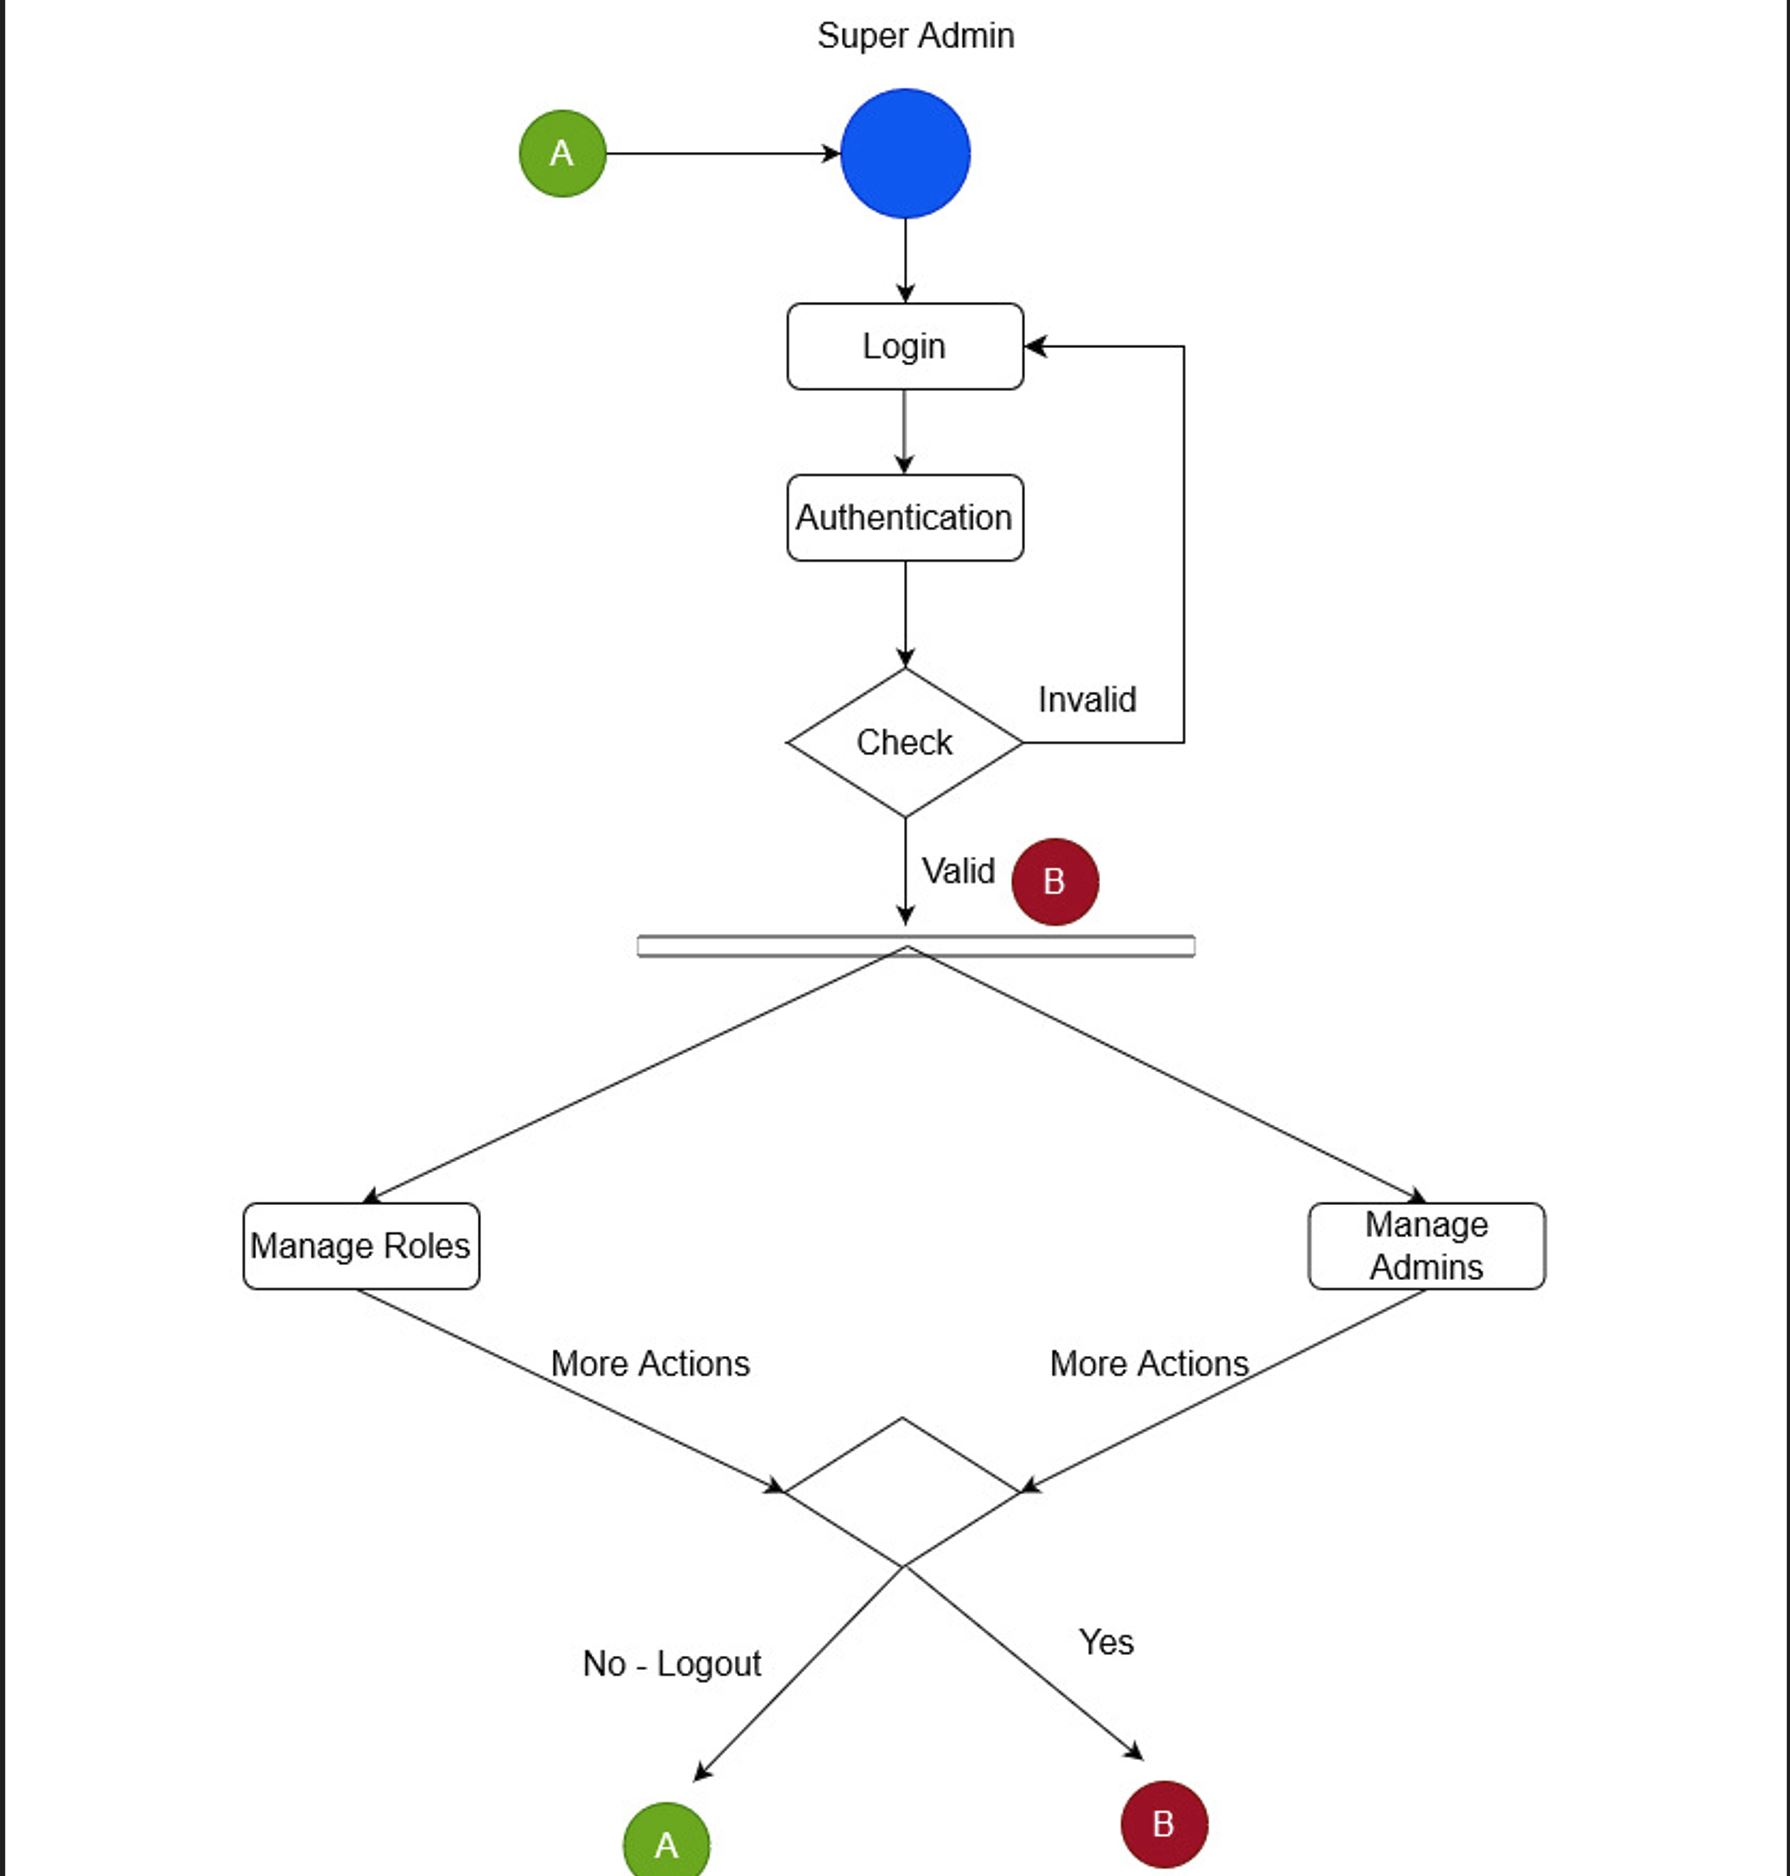 Super Admin
A
Login
Authentication
Check
Invalid
Valid
B
Manage Roles
Manage
Admins
More Actions
More Actions
No - Logout
Yes
A
B